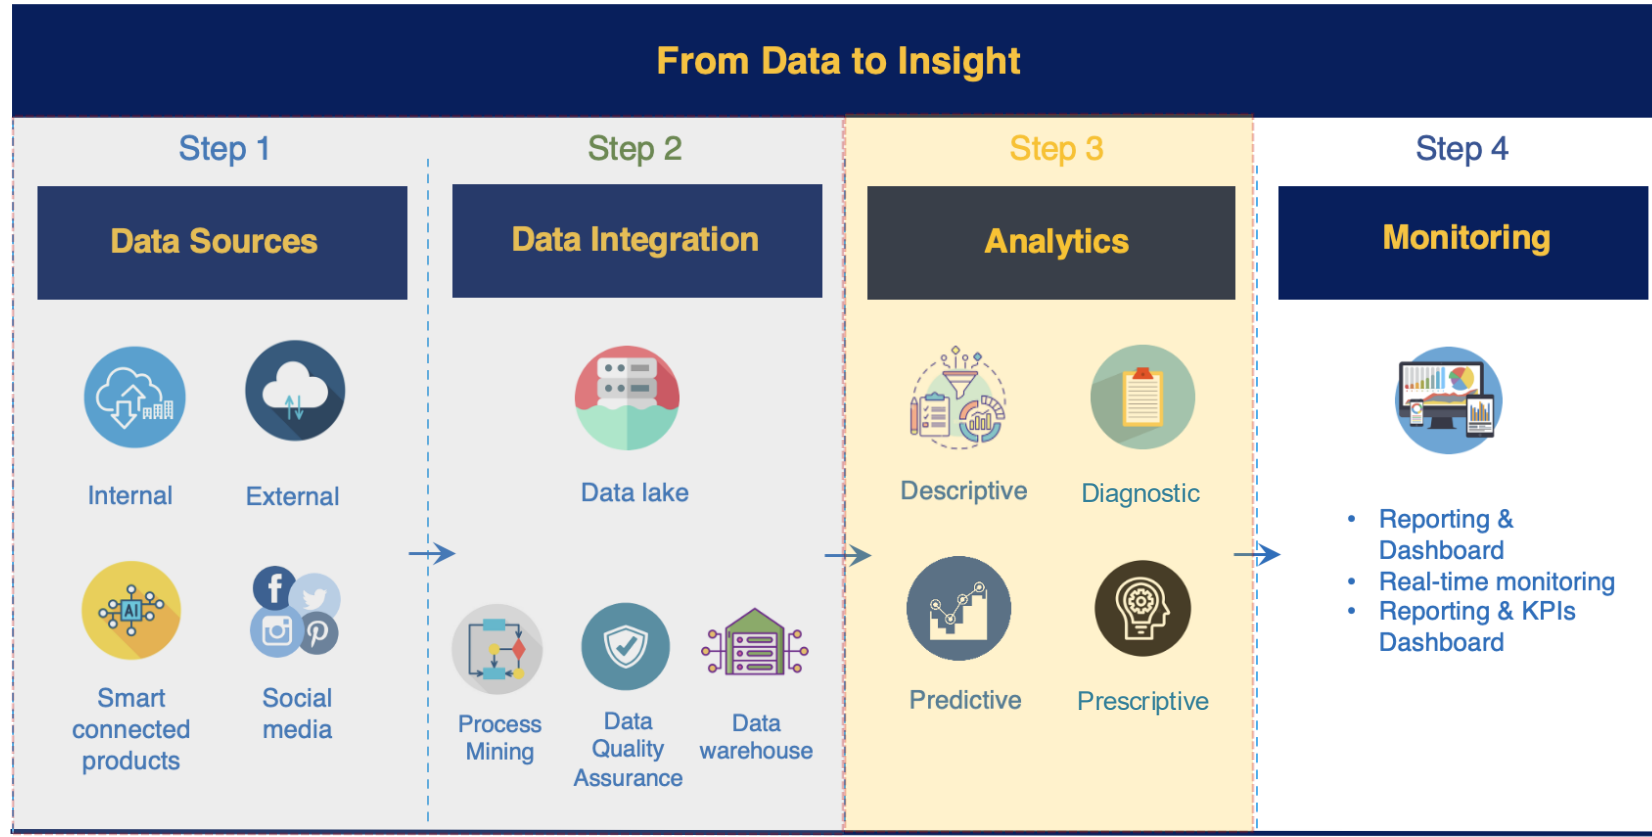 From Data to Insight
Step 1
Step 2
Step 3
Step 4
Data Sources
Data Integration
Analytics
Monitoring
Internal
External
AI
Smart
connected
products
Social
media
Data lake
Process
Mining
Data
Quality
Assurance
Data
warehouse
Descriptive
Diagnostic
Predictive
Prescriptive
• Reporting &
Dashboard
• Real-time monitoring
• Reporting & KPIs
Dashboard